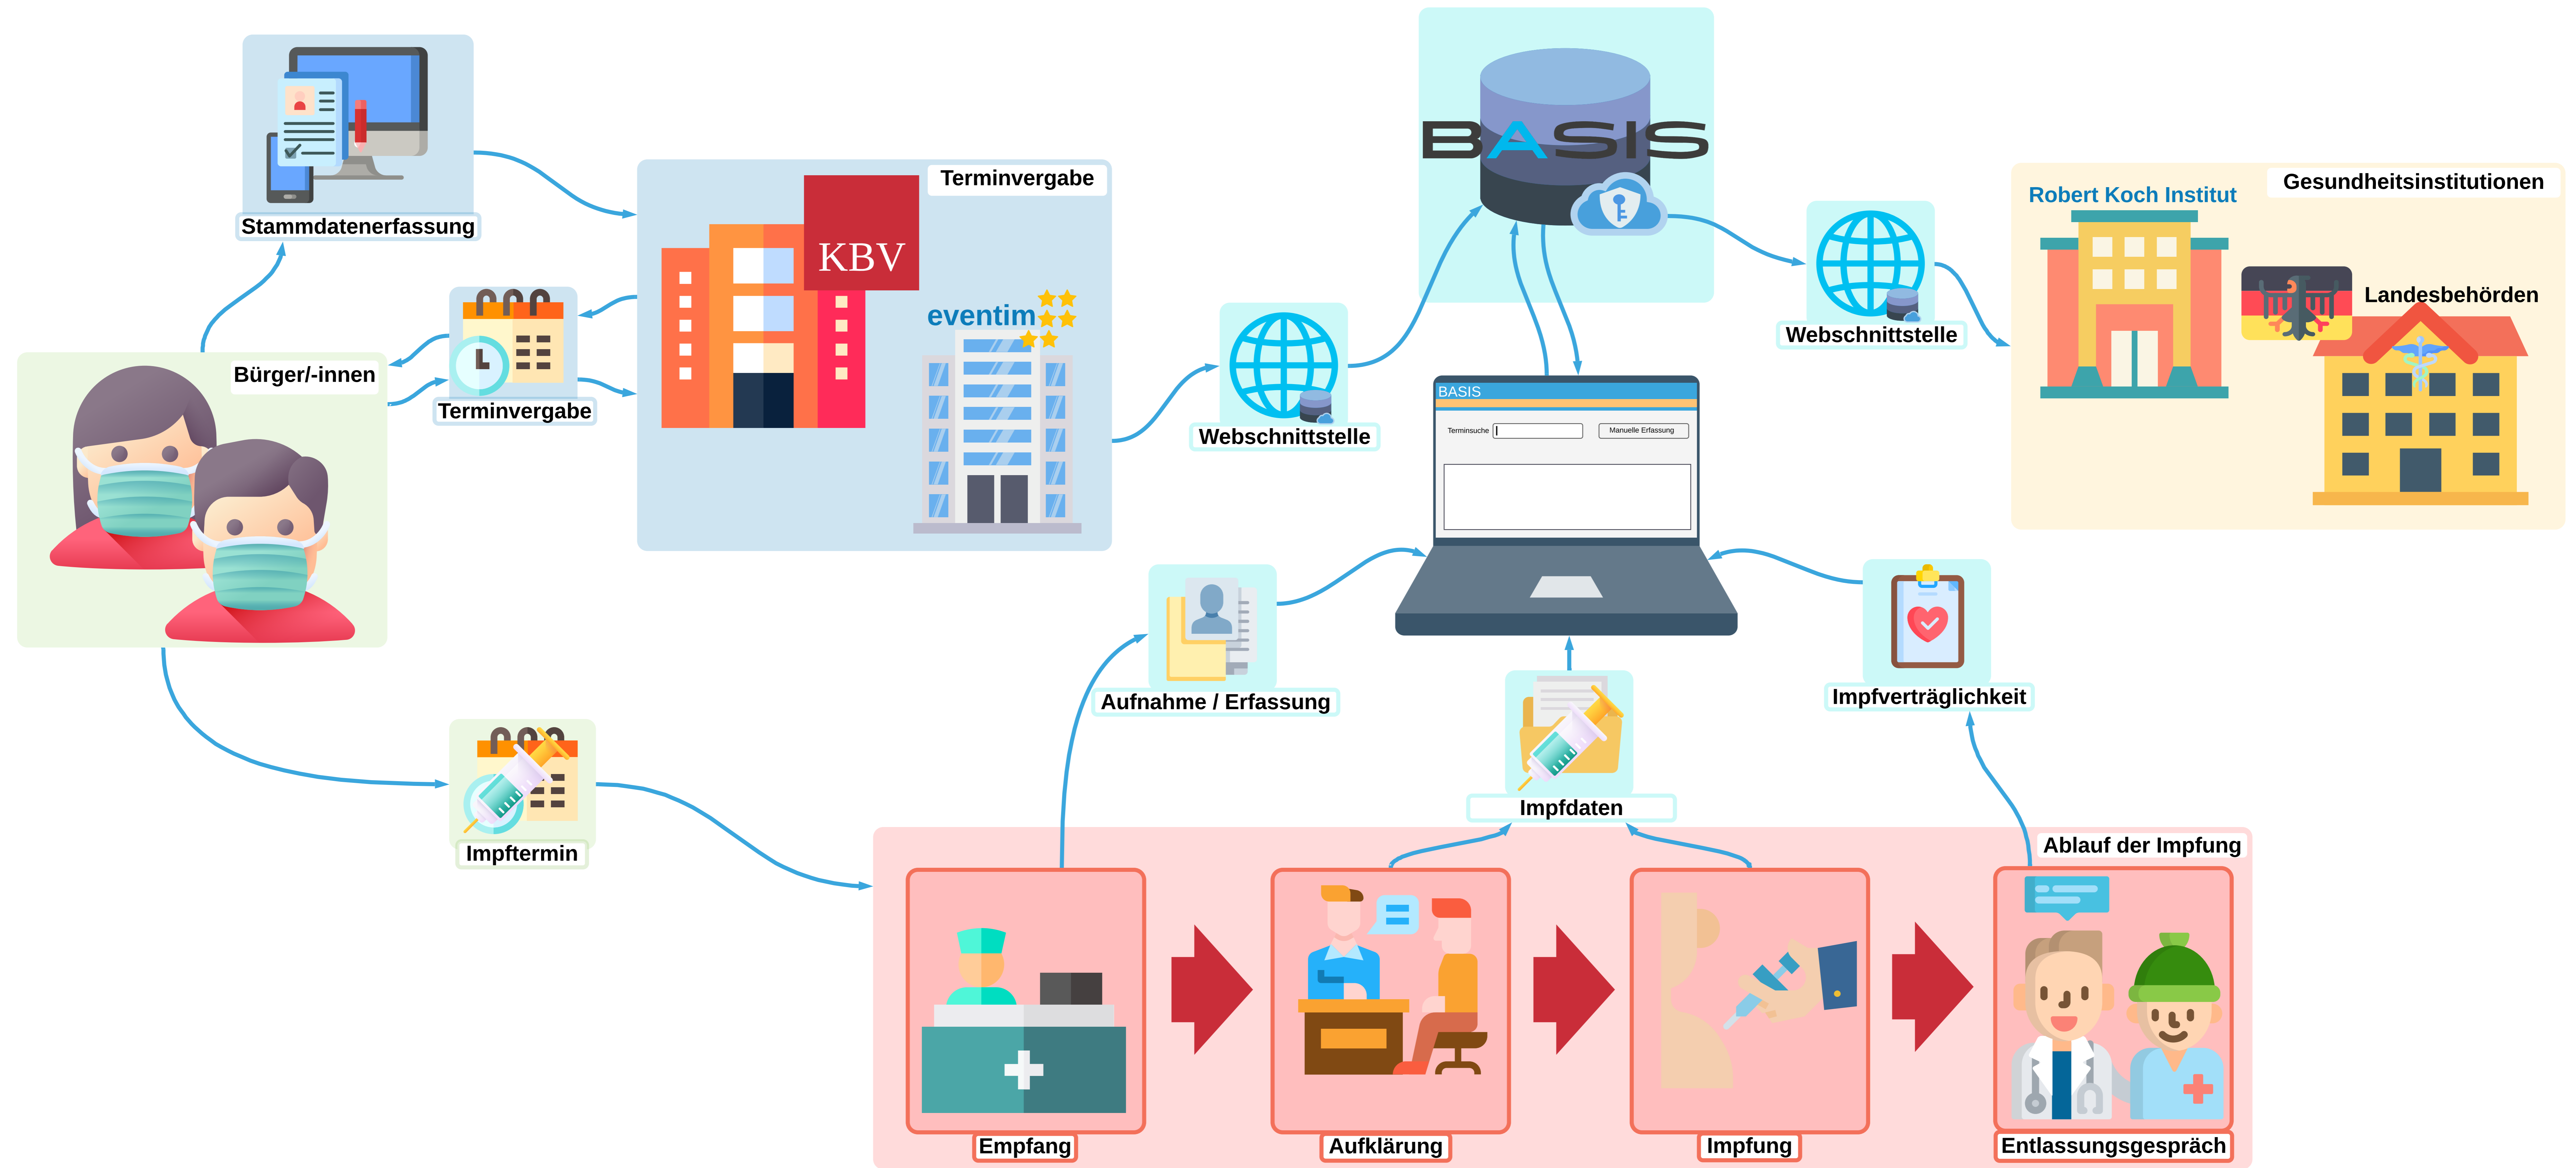 Stammdatenerfassung
Terminvergabe
KBV
eventim
Bürger/-innen
Terminvergabe
Webschnittstelle
BASIS
Webschnittstelle
Gesundheitsinstitutionen
Robert Koch Institut
Landesbehörden
BASIS
Terminsuche
Manuelle Erfassung
Aufnahme / Erfassung
Impfdaten
Impfverträglichkeit
Impftermin
Ablauf der Impfung
Empfang
Aufklärung
Impfung
Entlassungsgespräch